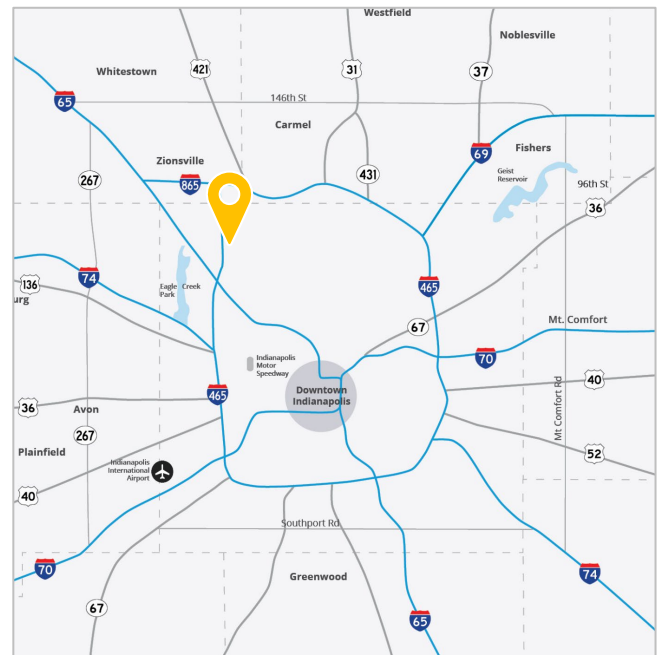 Westfield
Noblesville
Whitestown
421
31
37
65
146th St
Carmel
69
Fishers
Zionsville
Geist
Reservoir
267
865
431
96th St
36
74
136
urg
Eagle Creek
Park
465
67
Mt. Comfort
70
Indianapolis
Motor
Speedway
40
465
Downtown
Indianapolis
Mt Comfort Rd
36
Avon
267
Plainfield
52
Indianapolis
International
Airport
40
Southport Rd
70
Greenwood
74
67
65